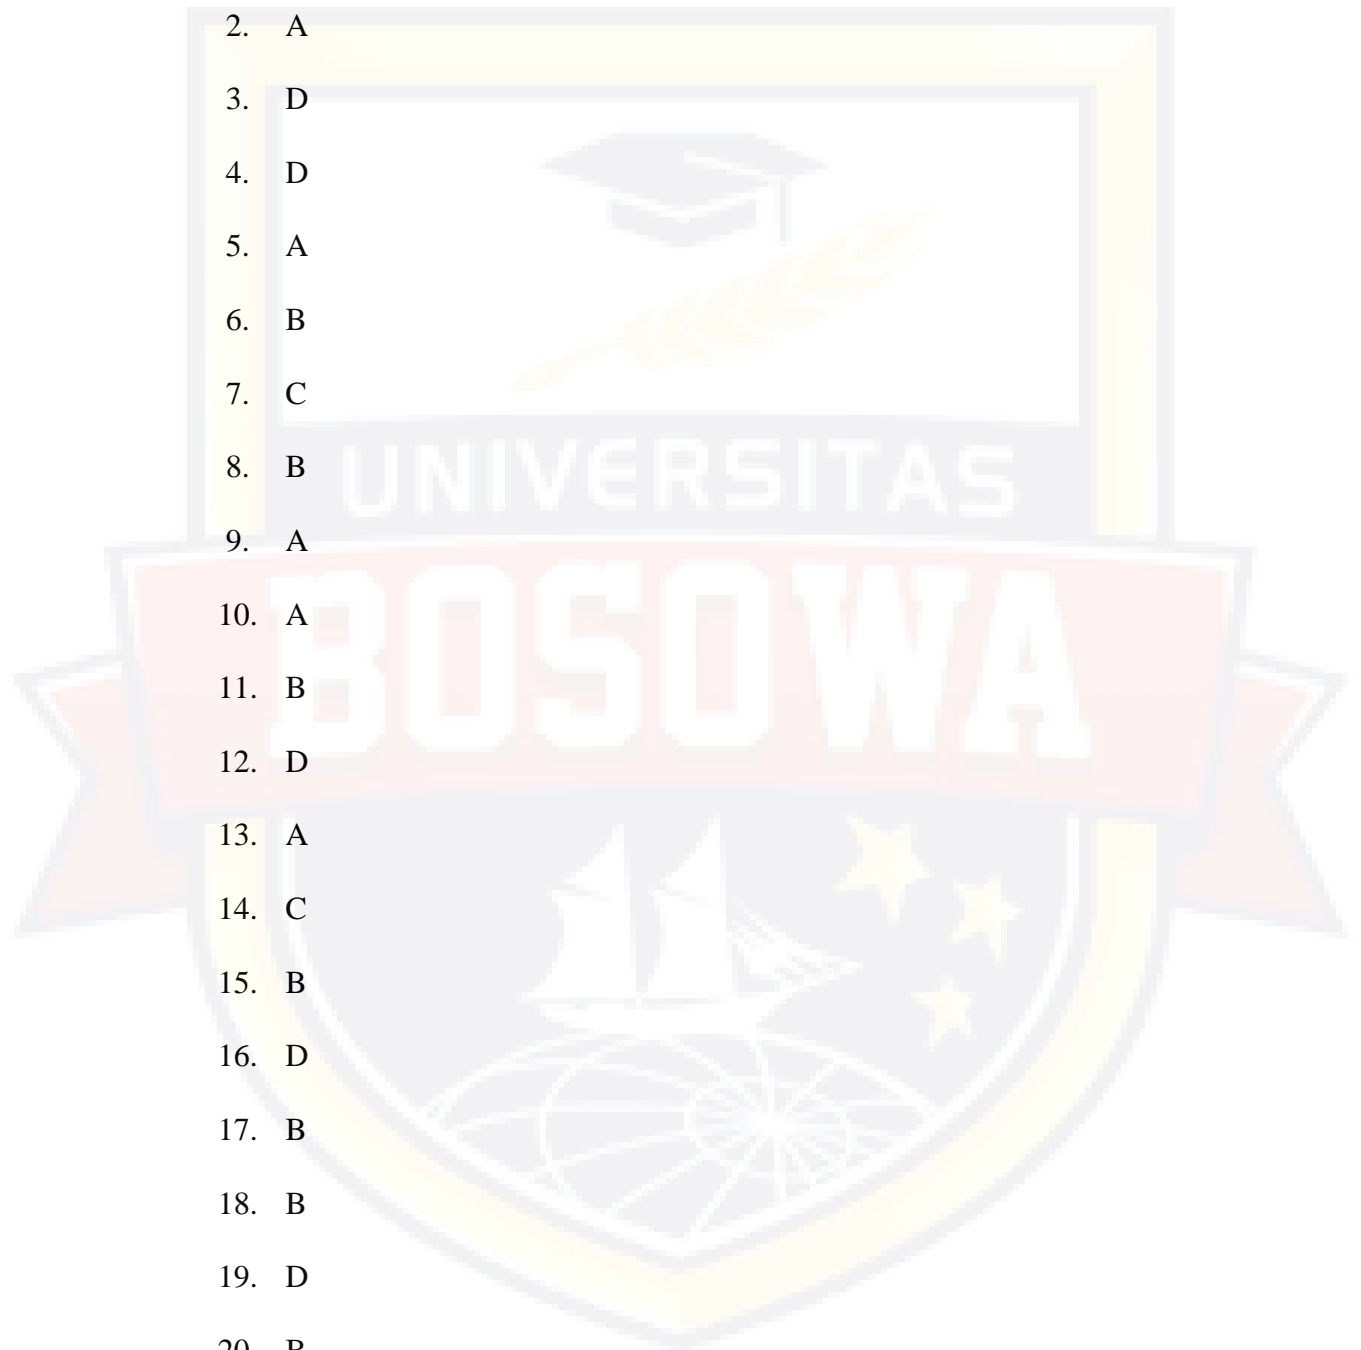 2. A
3. D
4. D
5. A
6. B
7. C
8. B
9. A
10. A
11. B
12. D
13. A
14. C
15. B
16. D
17. B
18. B
19. D
20.
UNIVERSITAS
BOSOWA